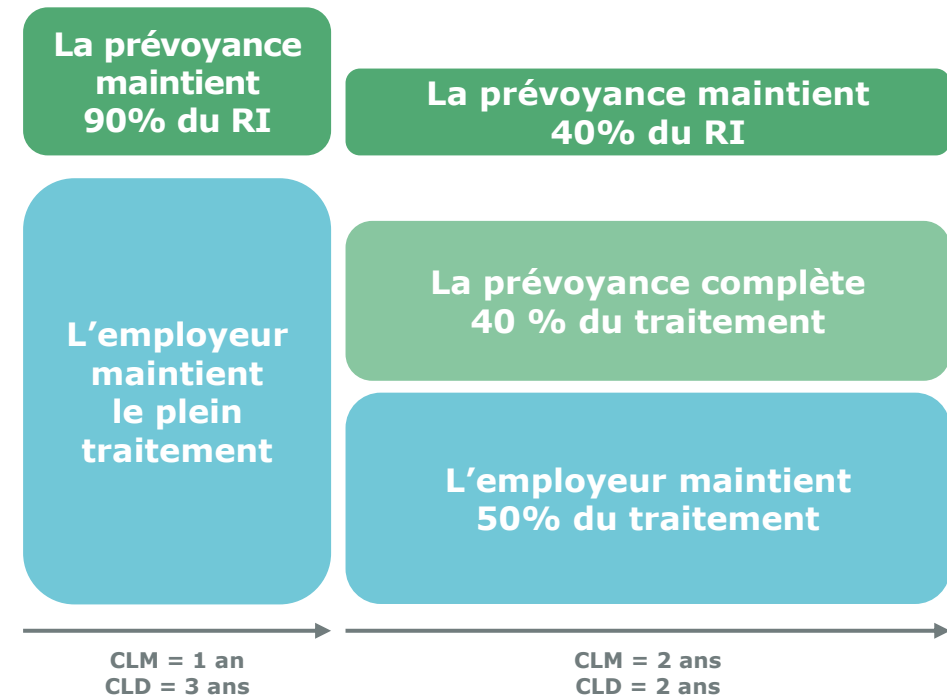 La prévoyance
maintient
90% du RI
La prévoyance maintient
40% du RI
L’employeur
maintient
le plein
traitement
La prévoyance complète
40 % du traitement
L’employeur maintient
50% du traitement
CLM = 1 an
CLD = 3 ans
CLM = 2 ans
CLD = 2 ans